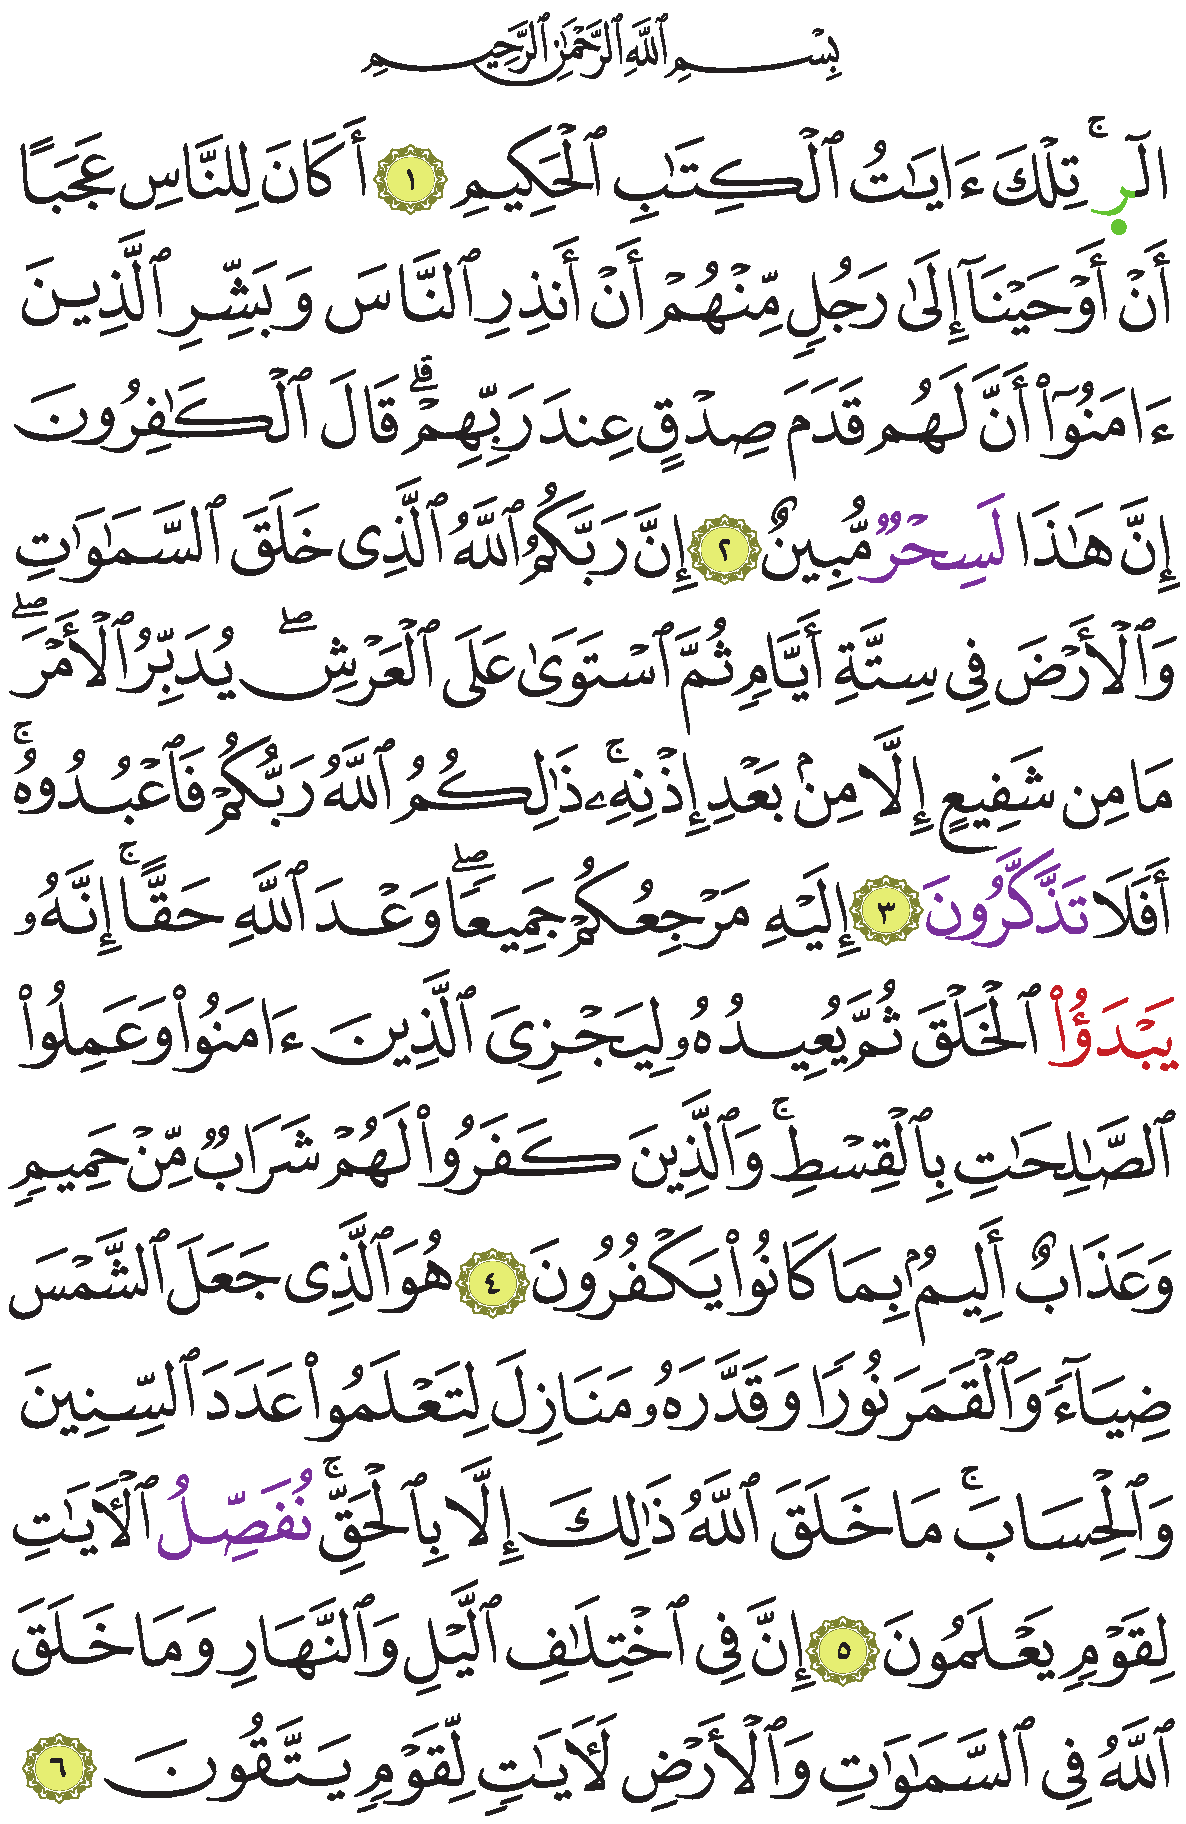 بِسْمِ ٱللَّهِ ٱلرَّحْمَٰنِ ٱلرَّحِيمِ
الٓرۚ تِلْكَ ءَايَٰتُ ٱلْكِتَٰبِ ٱلْحَكِيمِ ١ أَكَانَ لِلنَّاسِ عَجَبًا
أَنْ أَوْحَيْنَآ إِلَىٰ رَجُلٍ مِّنْهُمْ أَنْ أَنذِرِ ٱلنَّاسَ وَبَشِّرِ ٱلَّذِينَ
ءَامَنُوٓا۟ أَنَّ لَهُمْ قَدَمَ صِدْقٍ عِندَ رَبِّهِمْۗ قَالَ ٱلْكَٰفِرُونَ
إِنَّ هَٰذَا لَسِحْرٌ مُّبِينٌ ٢ إِنَّ رَبَّكُمُ ٱللَّهُ ٱلَّذِى خَلَقَ ٱلسَّمَٰوَٰتِ
وَٱلْأَرْضَ فِى سِتَّةِ أَيَّامٍ ثُمَّ ٱسْتَوَىٰ عَلَى ٱلْعَرْشِۖ يُدَبِّرُ ٱلْأَمْرَۖ
مَا مِن شَفِيعٍ إِلَّا مِنۢ بَعْدِ إِذْنِهِۦۚ ذَٰلِكُمُ ٱللَّهُ رَبُّكُمْ فَٱعْبُدُوهُۚ
أَفَلَا تَذَّكَّرُونَ ٣ إِلَيْهِ مَرْجِعُكُمْ جَمِيعًاۖ وَعْدَ ٱللَّهِ حَقًّاۚ إِنَّهُۥ
يَبْدَؤُا۟ ٱلْخَلْقَ ثُمَّ يُعِيدُهُۥ لِيَجْزِىَ ٱلَّذِينَ ءَامَنُوا۟ وَعَمِلُوا۟
ٱلصَّٰلِحَٰتِ بِٱلْقِسْطِۚ وَٱلَّذِينَ كَفَرُوا۟ لَهُمْ شَرَابٌ مِّنْ حَمِيمٍ
وَعَذَابٌ أَلِيمٌۢ بِمَا كَانُوا۟ يَكْفُرُونَ ٤ هُوَ ٱلَّذِى جَعَلَ ٱلشَّمْسَ
ضِيَآءً وَٱلْقَمَرَ نُورًا وَقَدَّرَهُۥ مَنَازِلَ لِتَعْلَمُوا۟ عَدَدَ ٱلسِّنِينَ
وَٱلْحِسَابَۚ مَا خَلَقَ ٱللَّهُ ذَٰلِكَ إِلَّا بِٱلْحَقِّۚ نُفَصِّلُ ٱلْءَايَٰتِ
لِقَوْمٍ يَعْلَمُونَ ٥ إِنَّ فِى ٱخْتِلَٰفِ ٱلَّيْلِ وَٱلنَّهَارِ وَمَا خَلَقَ
ٱللَّهُ فِى ٱلسَّمَٰوَٰتِ وَٱلْأَرْضِ لَءَايَٰتٍ لِّقَوْمٍ يَتَّقُونَ ٦